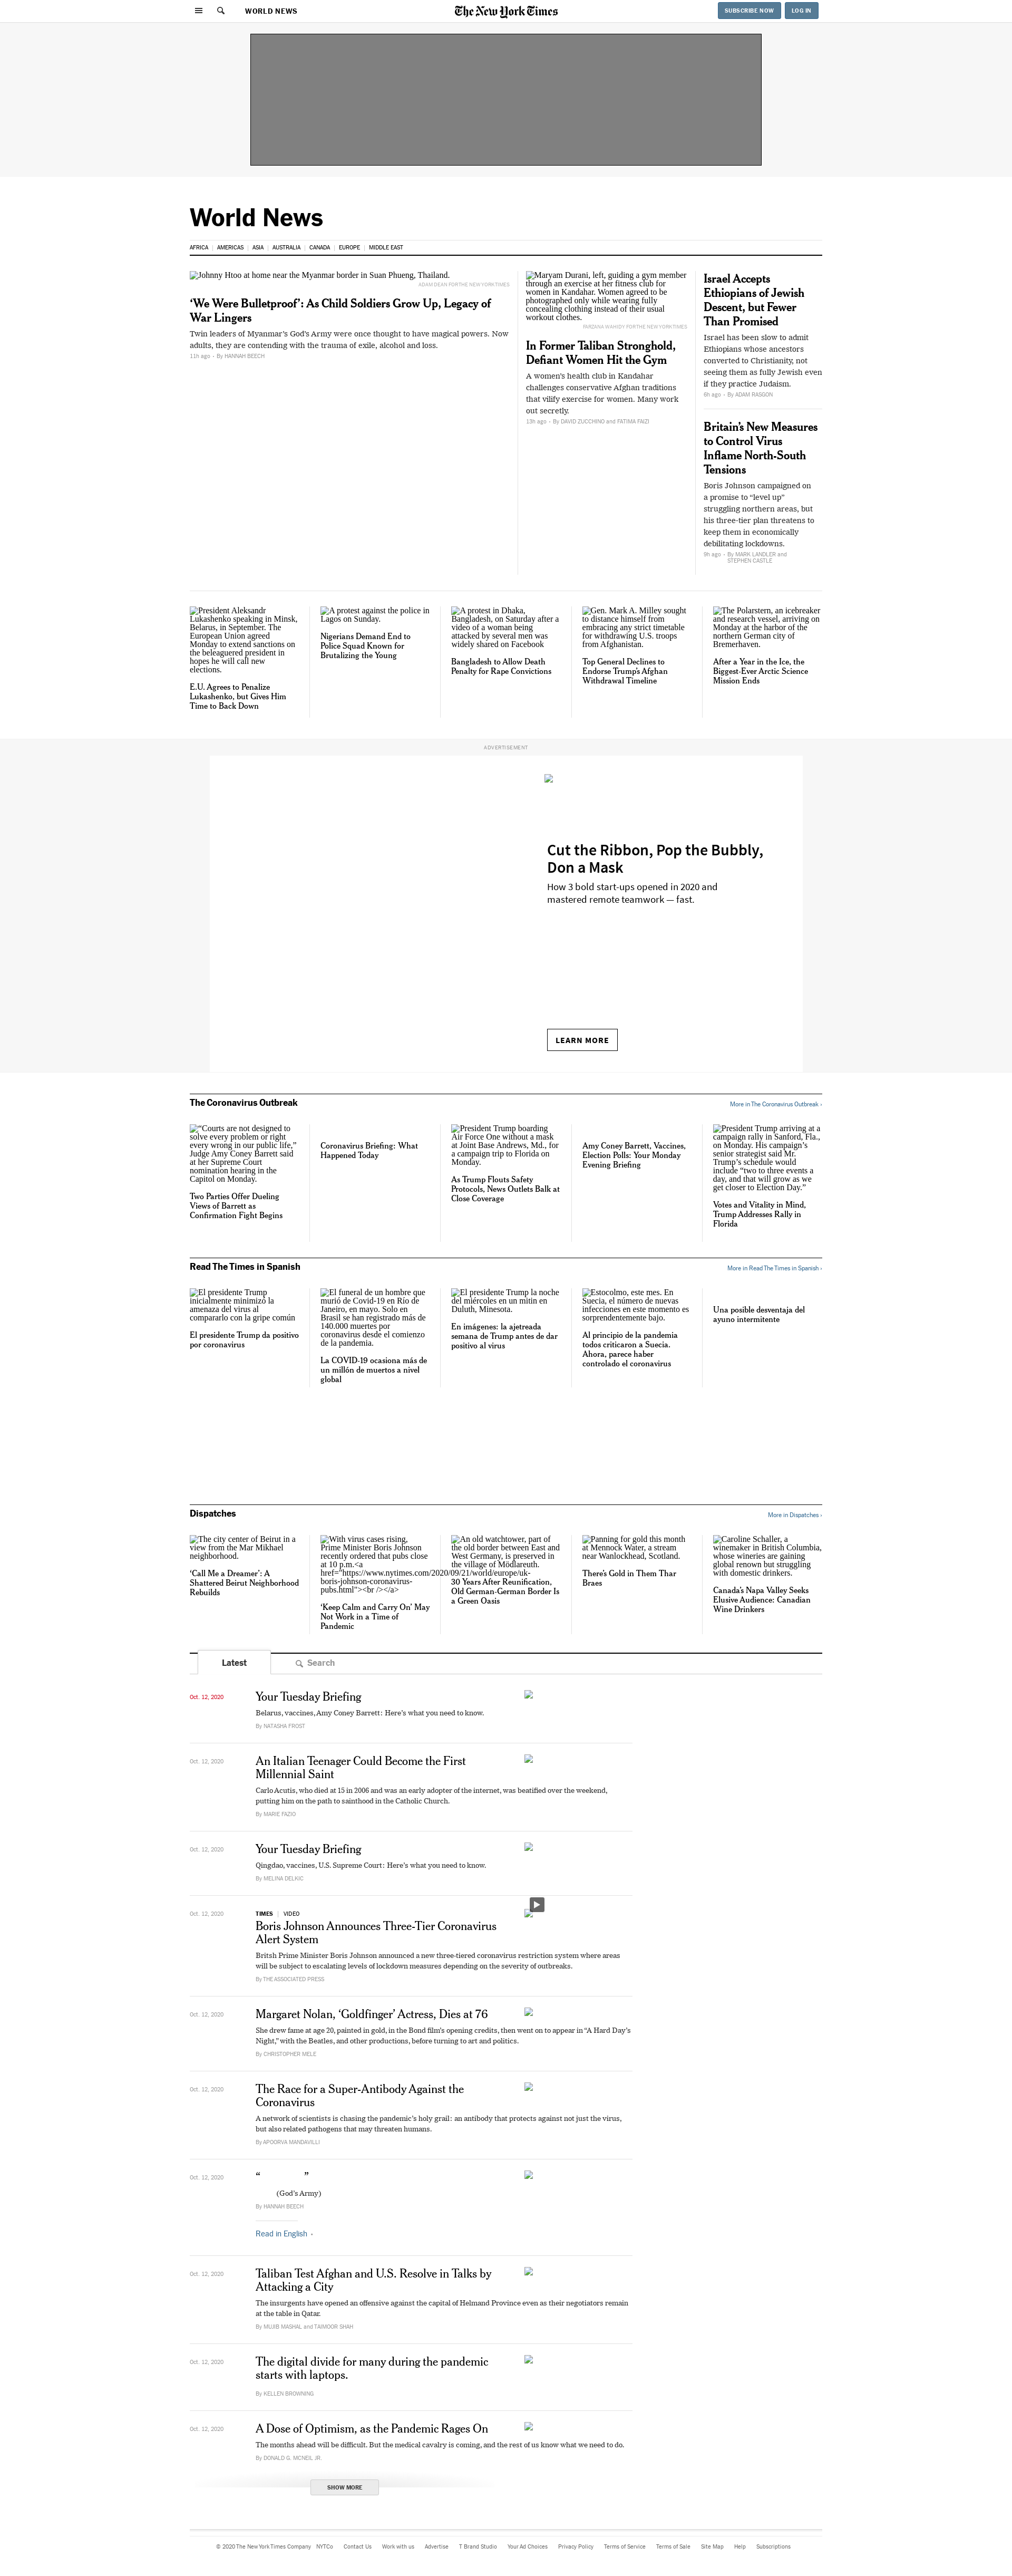 WORLD NEWS
The New York Times
SUBSCRIBE NOW
LOG IN
World News
AFRICA | AMERICAS | ASIA | AUSTRALIA | CANADA | EUROPE | MIDDLE EAST
Johnny Htoo at home near the Myanmar border in Suan Phueng, Thailand.
ADAM DEAN FOR THE NEW YORK TIMES
‘We Were Bulletproof’: As Child Soldiers Grow Up, Legacy of
War Lingers
Twin leaders of Myanmar’s God’s Army were once thought to have magical powers. Now
adults, they are contending with the trauma of exile, alcohol and loss.
11h ago · By HANNAH BEECH
Maryam Durani, left, guiding a gym member
through an exercise at her fitness club for
women in Kandahar. Women agreed to be
photographed only while wearing fully
concealing clothing instead of their usual
workout clothes.
FARZANA WAHIDY FOR THE NEW YORK TIMES
In Former Taliban Stronghold,
Defiant Women Hit the Gym
A women’s health club in Kandahar
challenges conservative Afghan traditions
that vilify exercise for women. Many work
out secretly.
13h ago · By DAVID ZUCCHINO and FATIMA FAIZI
Israel Accepts
Ethiopians of Jewish
Descent, but Fewer
Than Promised
Israel has been slow to admit
Ethiopians whose ancestors
converted to Christianity, not
seeing them as fully Jewish even
if they practice Judaism.
6h ago · By ADAM RASGON
Britain’s New Measures
to Control Virus
Inflame North-South
Tensions
Boris Johnson campaigned on
a promise to “level up”
struggling northern areas, but
his three-tier plan threatens to
keep them in economically
debilitating lockdowns.
9h ago · By MARK LANDLER and
STEPHEN CASTLE
President Aleksandr
Lukashenko speaking in Minsk,
Belarus, in September. The
European Union agreed
Monday to extend sanctions on
the beleaguered president in
hopes he will call new
elections.
E.U. Agrees to Penalize
Lukashenko, but Gives Him
Time to Back Down
A protest against the police in
Lagos on Sunday.
Nigerians Demand End to
Police Squad Known for
Brutalizing the Young
A protest in Dhaka,
Bangladesh, on Saturday after a
video of a woman being
attacked by several men was
widely shared on Facebook
Bangladesh to Allow Death
Penalty for Rape Convictions
Gen. Mark A. Milley sought
to distance himself from
embracing any strict timetable
for withdrawing U.S. troops
from Afghanistan.
Top General Declines to
Endorse Trump’s Afghan
Withdrawal Timeline
The Polarstern, an icebreaker
and research vessel, arriving on
Monday at the harbor of the
northern German city of
Bremerhaven.
After a Year in the Ice, the
Biggest-Ever Arctic Science
Mission Ends
ADVERTISEMENT
Cut the Ribbon, Pop the Bubbly,
Don a Mask
How 3 bold start-ups opened in 2020 and
mastered remote teamwork — fast.
LEARN MORE
The Coronavirus Outbreak
More in The Coronavirus Outbreak ›
“Courts are not designed to
solve every problem or right
every wrong in our public life,”
Judge Amy Coney Barrett said
at her Supreme Court
nomination hearing in the
Capitol on Monday.
Two Parties Offer Dueling
Views of Barrett as
Confirmation Fight Begins
Coronavirus Briefing: What
Happened Today
President Trump boarding
Air Force One without a mask
at Joint Base Andrews, Md., for
a campaign trip to Florida on
Monday.
As Trump Flouts Safety
Protocols, News Outlets Balk at
Close Coverage
Amy Coney Barrett, Vaccines,
Election Polls: Your Monday
Evening Briefing
President Trump arriving at a
campaign rally in Sanford, Fla.,
on Monday. His campaign’s
senior strategist said Mr.
Trump’s schedule would
include “two to three events a
day, and that will grow as we
get closer to Election Day.”
Votes and Vitality in Mind,
Trump Addresses Rally in
Florida
Read The Times in Spanish
More in Read The Times in Spanish ›
El presidente Trump
inicialmente minimizó la
amenaza del virus al
compararlo con la gripe común
El presidente Trump da positivo
por coronavirus
El funeral de un hombre que
murió de Covid-19 en Río de
Janeiro, en mayo. Solo en
Brasil se han registrado más de
140.000 muertes por
coronavirus desde el comienzo
de la pandemia.
La COVID-19 ocasiona más de
un millón de muertos a nivel
global
El presidente Trump la noche
del miércoles en un mitin en
Duluth, Minesota.
En imágenes: la ajetreada
semana de Trump antes de dar
positivo al virus
Estocolmo, este mes. En
Suecia, el número de nuevas
infecciones en este momento es
sorprendentemente bajo.
Al principio de la pandemia
todos criticaron a Suecia.
Ahora, parece haber
controlado el coronavirus
Una posible desventaja del
ayuno intermitente
Dispatches
More in Dispatches ›
The city center of Beirut in a
view from the Mar Mikhael
neighborhood.
‘Call Me a Dreamer’: A
Shattered Beirut Neighborhood
Rebuilds
With virus cases rising,
Prime Minister Boris Johnson
recently ordered that pubs close
at 10 p.m.<a
href="https://www.nytimes.com/2020/09/21/world/europe/uk-
boris-johnson-coronavirus-
pubs.html"><br /></a>
‘Keep Calm and Carry On’ May
Not Work in a Time of
Pandemic
An old watchtower, part of
the old border between East and
West Germany, is preserved in
the village of Mödlareuth.
30 Years After Reunification,
Old German-German Border Is
a Green Oasis
Panning for gold this month
at Mennock Water, a stream
near Wanlockhead, Scotland.
There’s Gold in Them Thar
Braes
Caroline Schaller, a
winemaker in British Columbia,
whose wineries are gaining
global renown but struggling
with domestic drinkers.
Canada’s Napa Valley Seeks
Elusive Audience: Canadian
Wine Drinkers
Latest
Search
Oct. 12, 2020
Your Tuesday Briefing
Belarus, vaccines, Amy Coney Barrett: Here’s what you need to know.
By NATASHA FROST
Oct. 12, 2020
An Italian Teenager Could Become the First
Millennial Saint
Carlo Acutis, who died at 15 in 2006 and was an early adopter of the internet, was beatified over the weekend,
putting him on the path to sainthood in the Catholic Church.
By MARIE FAZIO
Oct. 12, 2020
Your Tuesday Briefing
Qingdao, vaccines, U.S. Supreme Court: Here’s what you need to know.
By MELINA DELKIC
Oct. 12, 2020
TIMES | VIDEO
Boris Johnson Announces Three-Tier Coronavirus
Alert System
Britsh Prime Minister Boris Johnson announced a new three-tiered coronavirus restriction system where areas
will be subject to escalating levels of lockdown measures depending on the severity of outbreaks.
By THE ASSOCIATED PRESS
Oct. 12, 2020
Margaret Nolan, ‘Goldfinger’ Actress, Dies at 76
She drew fame at age 20, painted in gold, in the Bond film’s opening credits, then went on to appear in “A Hard Day’s
Night,” with the Beatles, and other productions, before turning to art and politics.
By CHRISTOPHER MELE
Oct. 12, 2020
The Race for a Super-Antibody Against the
Coronavirus
A network of scientists is chasing the pandemic’s holy grail: an antibody that protects against not just the virus,
but also related pathogens that may threaten humans.
By APOORVA MANDAVILLI
Oct. 12, 2020
“ ”
(God’s Army)
By HANNAH BEECH
Read in English ›
Oct. 12, 2020
Taliban Test Afghan and U.S. Resolve in Talks by
Attacking a City
The insurgents have opened an offensive against the capital of Helmand Province even as their negotiators remain
at the table in Qatar.
By MUJIB MASHAL and TAIMOOR SHAH
Oct. 12, 2020
The digital divide for many during the pandemic
starts with laptops.
By KELLEN BROWNING
Oct. 12, 2020
A Dose of Optimism, as the Pandemic Rages On
The months ahead will be difficult. But the medical cavalry is coming, and the rest of us know what we need to do.
By DONALD G. MCNEIL JR.
SHOW MORE
© 2020 The New York Times Company NYTCo Contact Us Work with us Advertise T Brand Studio Your Ad Choices Privacy Policy Terms of Service Terms of Sale Site Map Help Subscriptions